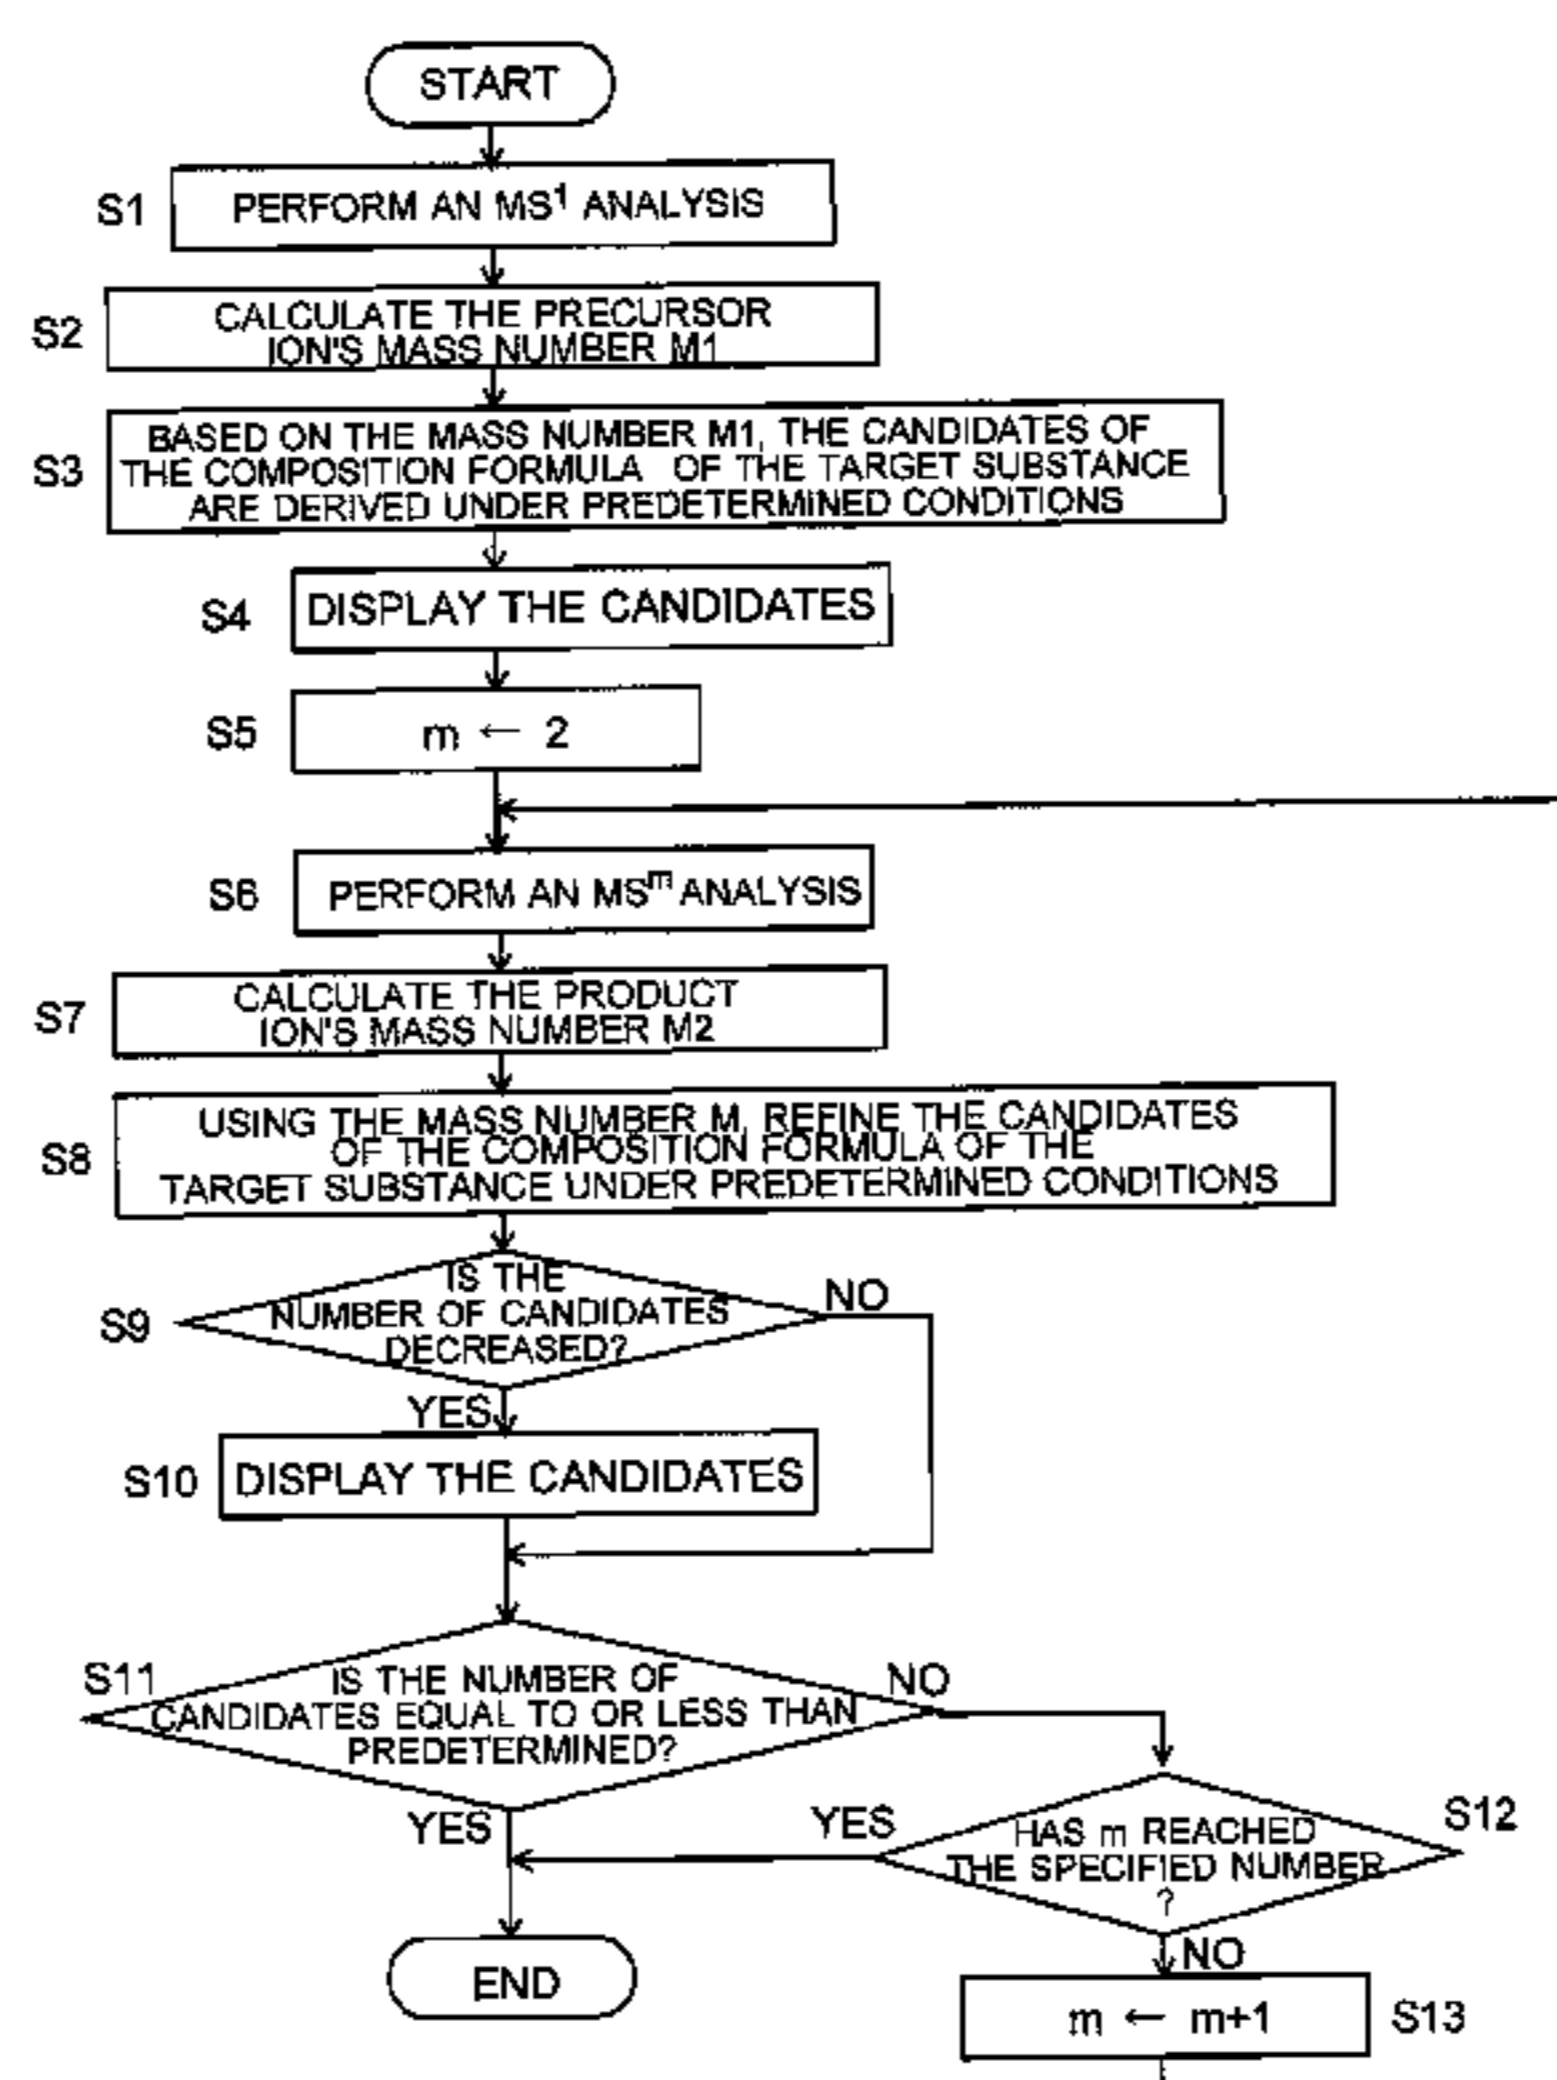 START
S1
PERFORM AN MS¹ ANALYSIS
S2
CALCULATE THE PRECURSOR
ION'S MASS NUMBER M1
S3
BASED ON THE MASS NUMBER M1, THE CANDIDATES OF
THE COMPOSITION FORMULA OF THE TARGET SUBSTANCE
ARE DERIVED UNDER PREDETERMINED CONDITIONS
S4
DISPLAY THE CANDIDATES
S5
m ← 2
S6
PERFORM AN MSᵐ ANALYSIS
S7
CALCULATE THE PRODUCT
ION'S MASS NUMBER M2
S8
USING THE MASS NUMBER M, REFINE THE CANDIDATES
OF THE COMPOSITION FORMULA OF THE
TARGET SUBSTANCE UNDER PREDETERMINED CONDITIONS
S9
IS THE
NUMBER OF CANDIDATES
DECREASED?
NO
YES
S10
DISPLAY THE CANDIDATES
S11
IS THE NUMBER OF
CANDIDATES EQUAL TO OR LESS THAN
PREDETERMINED?
NO
YES
S12
HAS m REACHED
THE SPECIFIED NUMBER
?
YES
NO
END
m ← m+1
S13